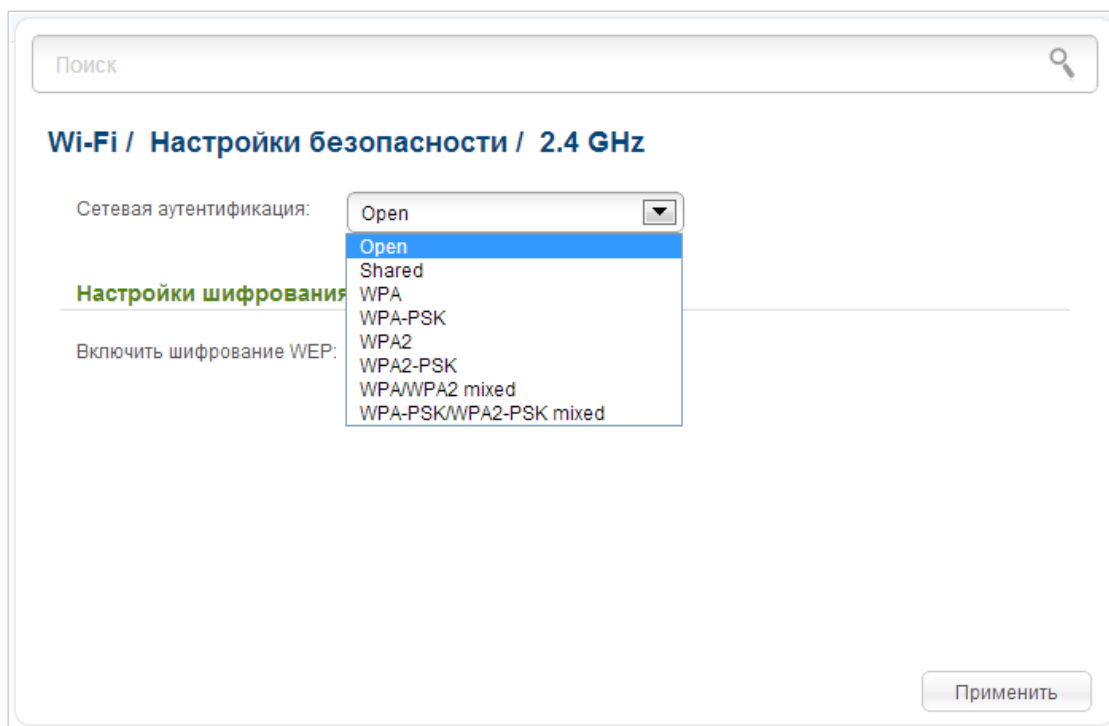 Поиск
Wi-Fi / Настройки безопасности / 2.4 GHz
Сетевая аутентификация: Open
Open
Shared
WPA
Настройки шифрования
WPA-PSK
WPA2
Включить шифрование WEP:
WPA2-PSK
WPA/WPA2 mixed
WPA-PSK/WPA2-PSK mixed
Применить